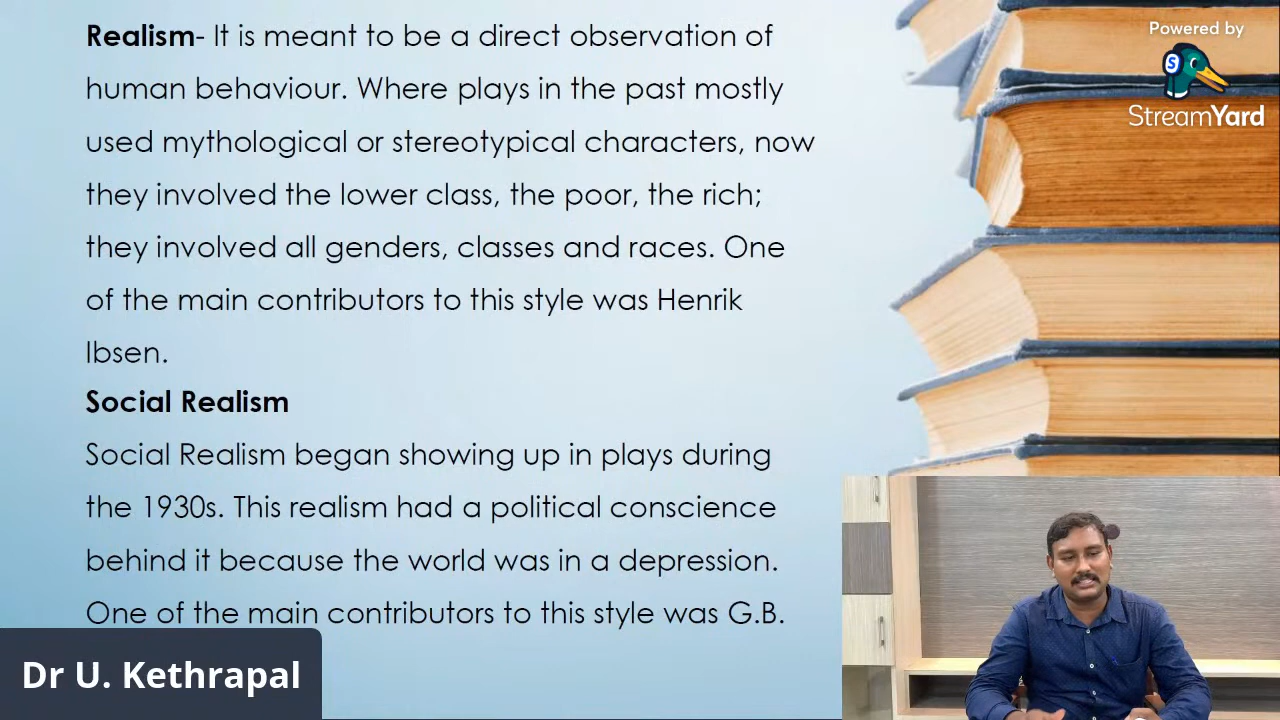 Realism- It is meant to be a direct observation of
human behaviour. Where plays in the past mostly
used mythological or stereotypical characters, now
they involved the lower class, the poor, the rich;
they involved all genders, classes and races. One
of the main contributors to this style was Henrik
Ibsen.
Social Realism
Social Realism began showing up in plays during
the 1930s. This realism had a political conscience
behind it because the world was in a depression.
One of the main contributors to this style was G.B.
Dr U. Kethrapal
Powered by
S
StreamYard